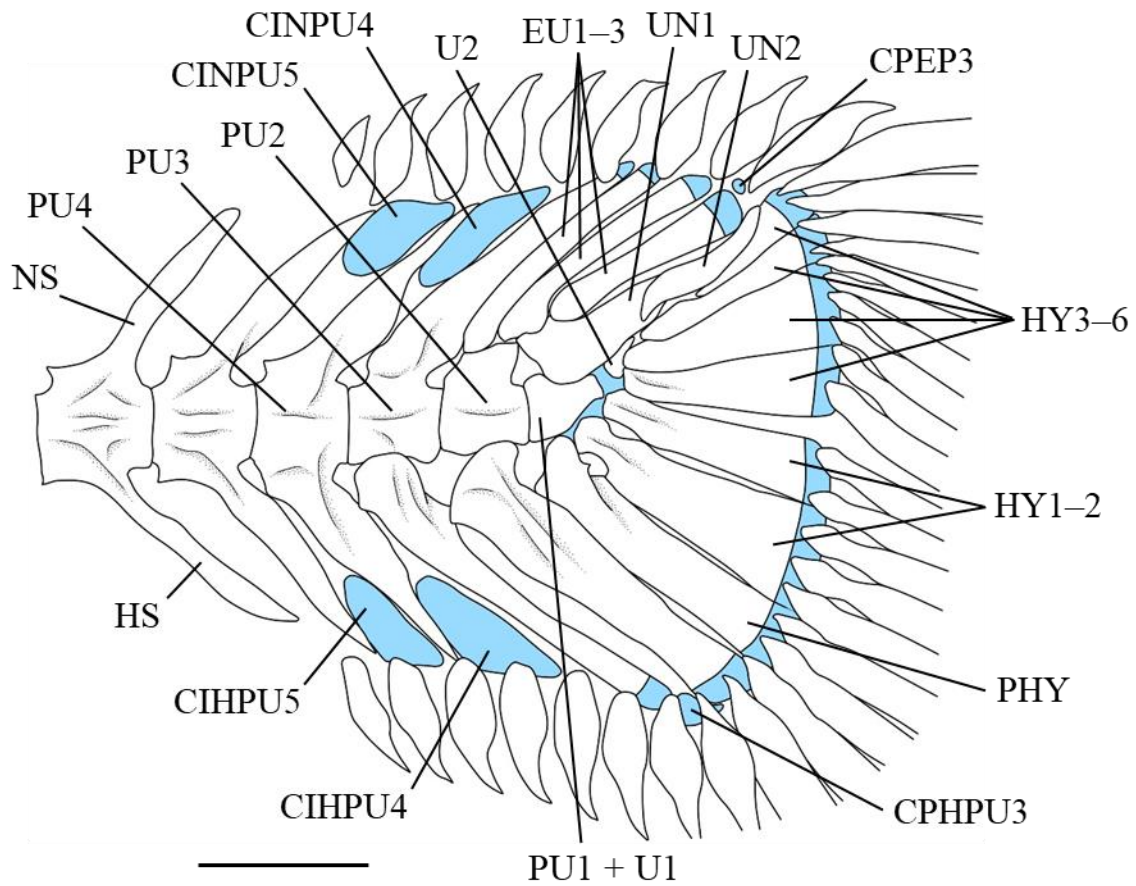 CINPU4
EU1–3
UN1
U2
UN2
CINPU5
CPEP3
PU2
PU3
PU4
NS
HY3–6
HY1–2
HS
PHY
CIHPU5
CIHPU4
CPHPU3
PU1 + U1